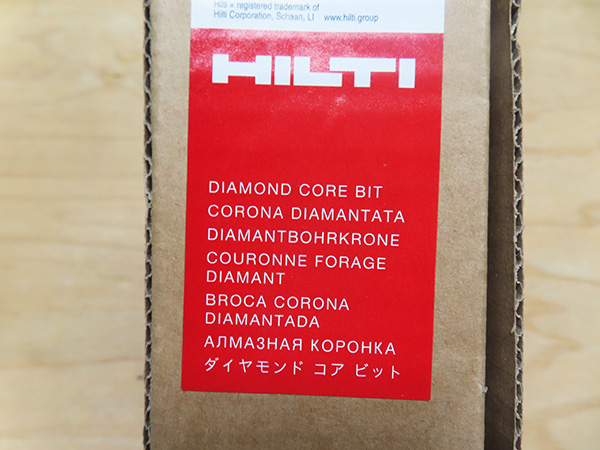 Hilti = registered trademark of
Hilti Corporation, Schaan, LI www.hilti.group
HILTI
DIAMOND CORE BIT
CORONA DIAMANTATA
DIAMANTBOHRKRONE
COURONNE FORAGE
DIAMANT
BROCA CORONA
DIAMANTADA
АЛМАЗНАЯ КОРОНКА
ダイヤモンド コア ビット